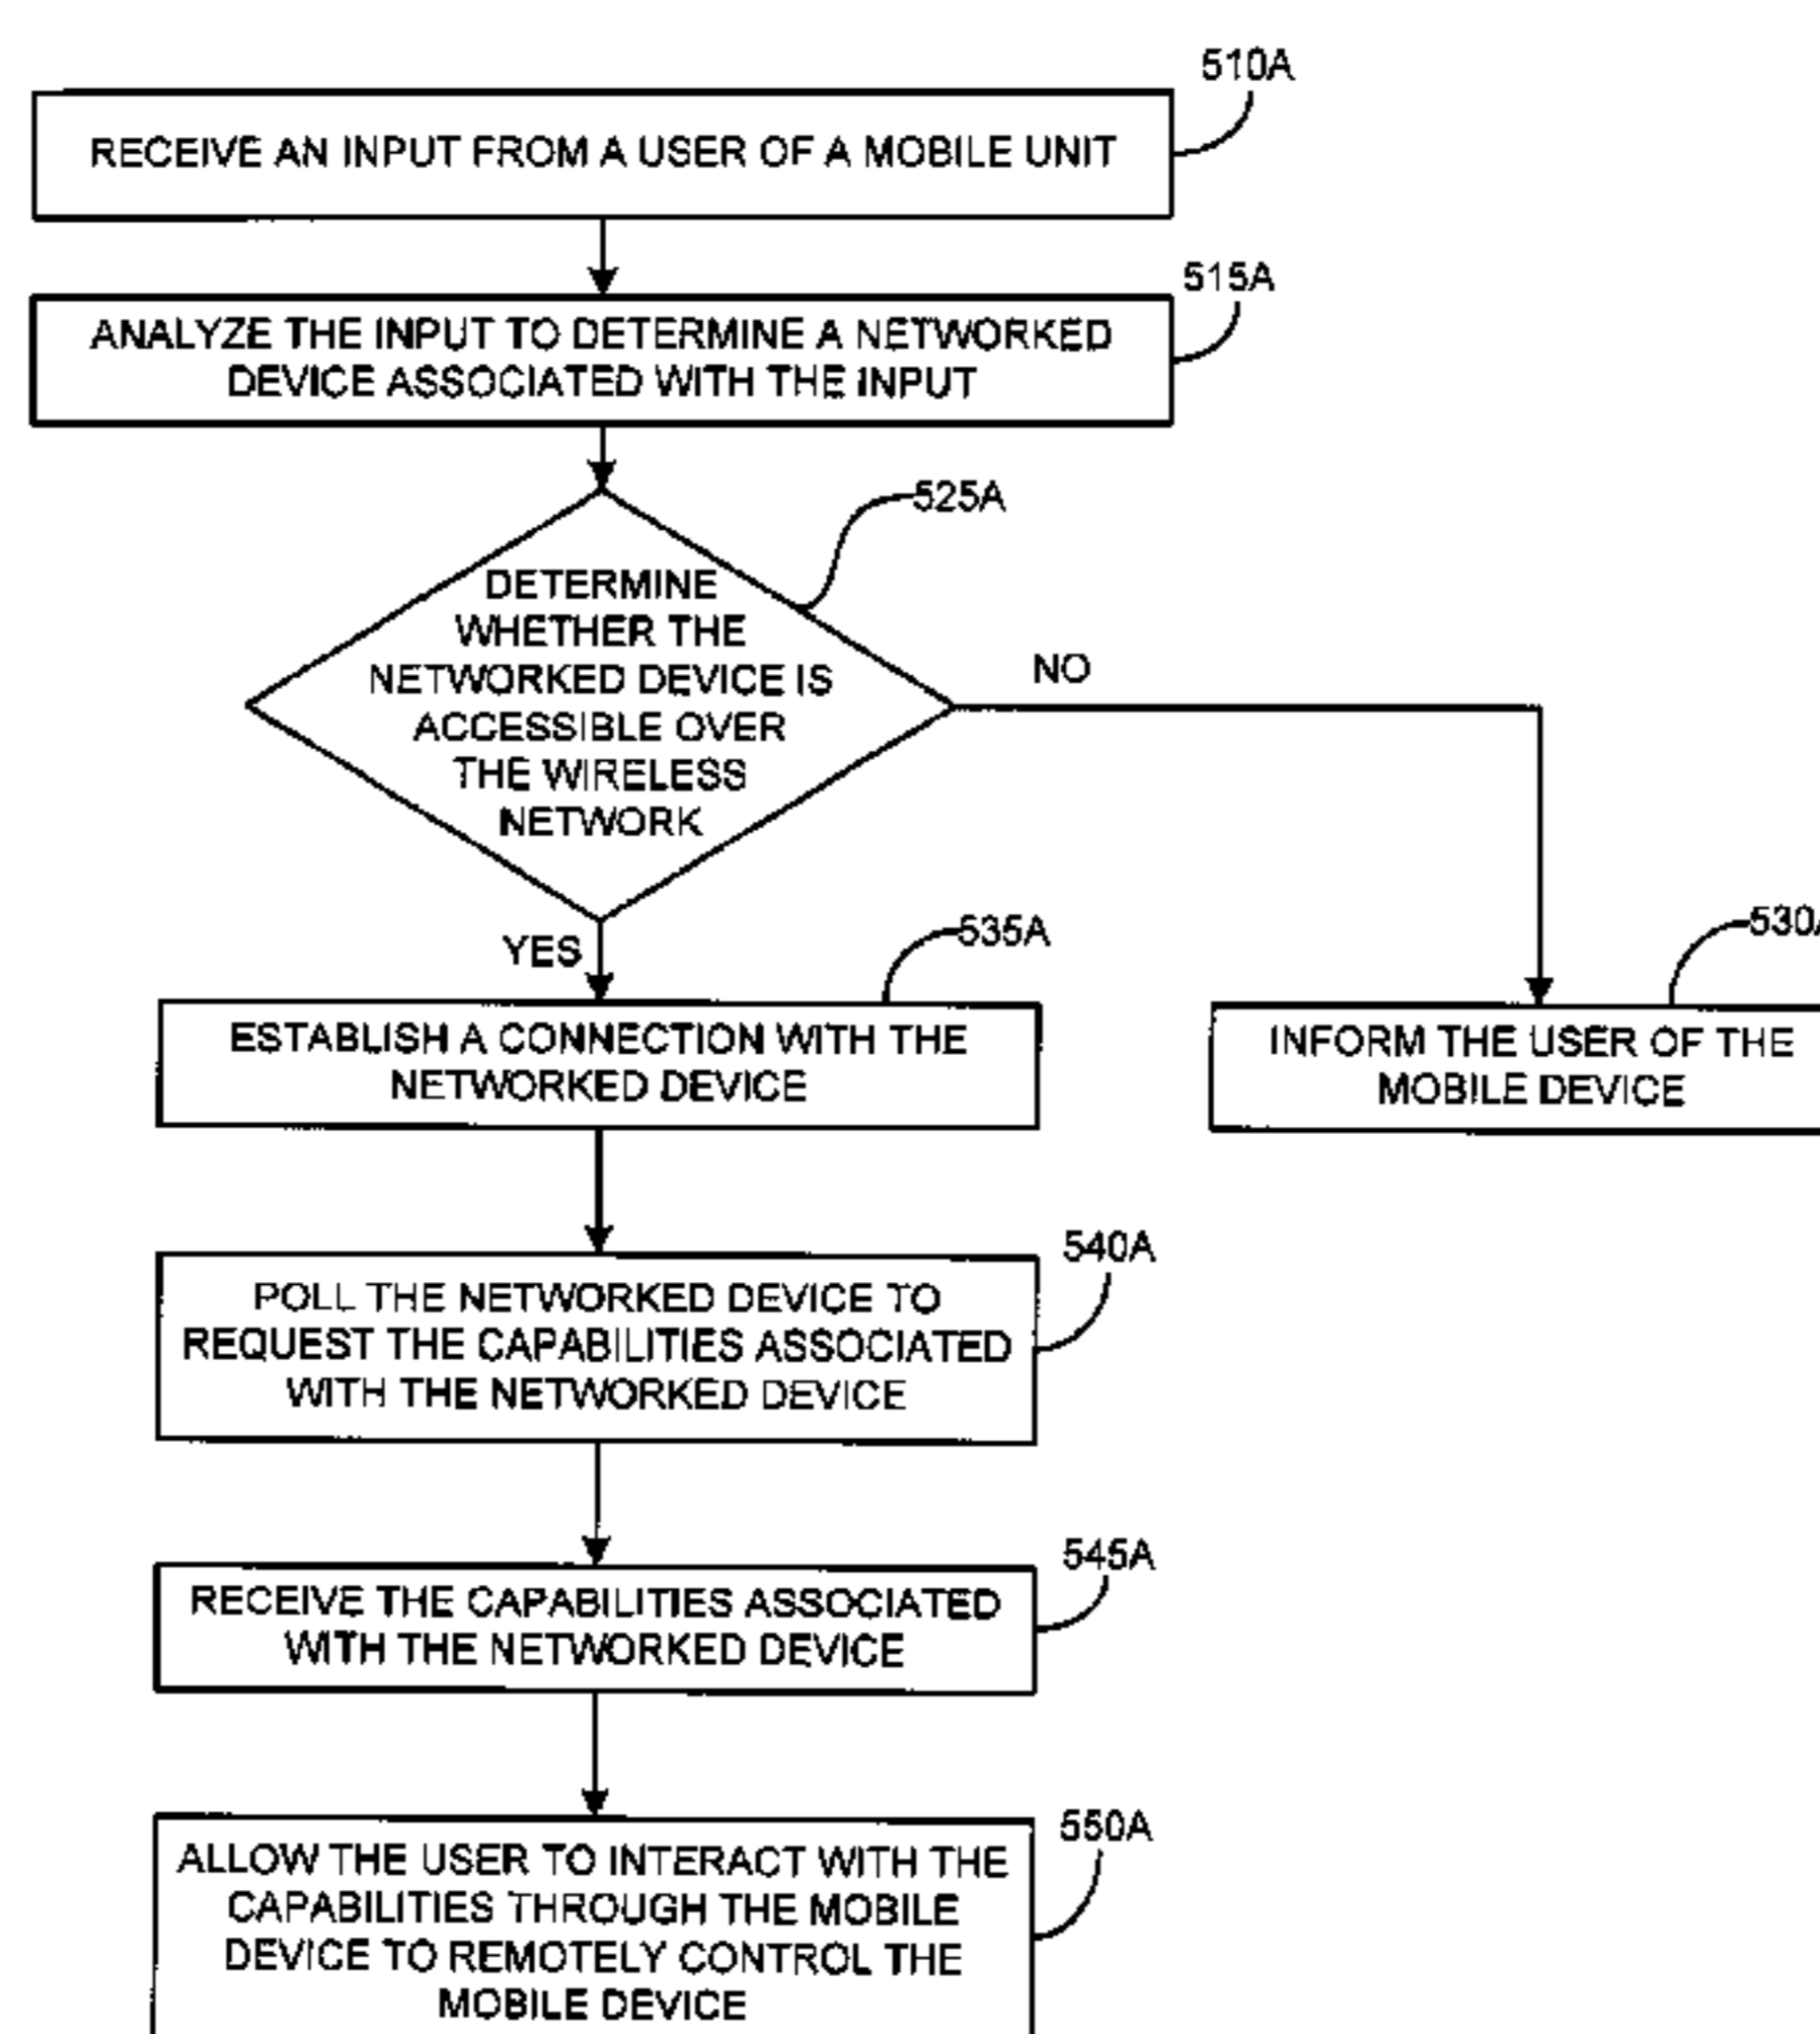 510A
RECEIVE AN INPUT FROM A USER OF A MOBILE UNIT
515A
ANALYZE THE INPUT TO DETERMINE A NETWORKED
DEVICE ASSOCIATED WITH THE INPUT
525A
DETERMINE
WHETHER THE
NETWORKED DEVICE IS
ACCESSIBLE OVER
THE WIRELESS
NETWORK
NO
YES
535A
530A
ESTABLISH A CONNECTION WITH THE
NETWORKED DEVICE
INFORM THE USER OF THE
MOBILE DEVICE
540A
POLL THE NETWORKED DEVICE TO
REQUEST THE CAPABILITIES ASSOCIATED
WITH THE NETWORKED DEVICE
545A
RECEIVE THE CAPABILITIES ASSOCIATED
WITH THE NETWORKED DEVICE
550A
ALLOW THE USER TO INTERACT WITH THE
CAPABILITIES THROUGH THE MOBILE
DEVICE TO REMOTELY CONTROL THE
MOBILE DEVICE